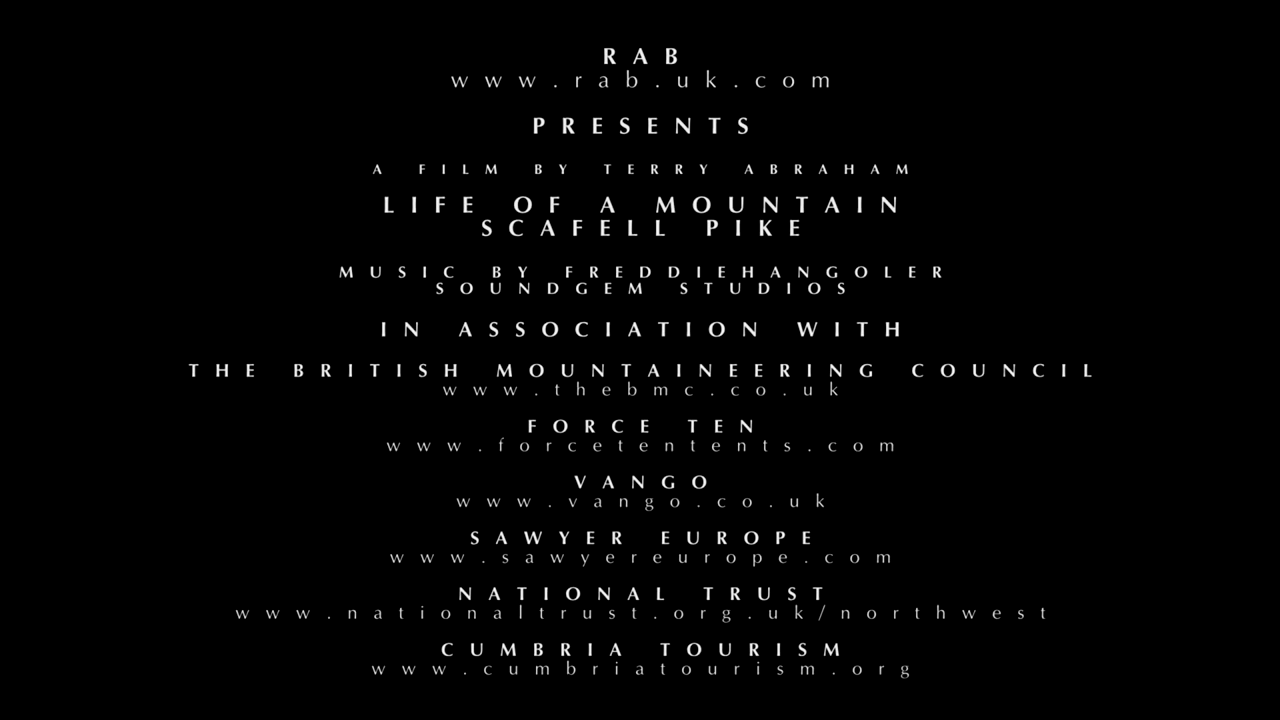 RAB
www.rab.uk.com
PRESENTS
A FILM BY TERRY ABRAHAM
LIFE OF A MOUNTAIN
SCAFELL PIKE
MUSIC BY FREDDIEHANGOLER
SOUNDGEM STUDIOS
IN ASSOCIATION WITH
THE BRITISH MOUNTAINEERING COUNCIL
www.thebmc.co.uk
FORCE TEN
www.forcetentents.com
VANGO
www.vango.co.uk
SAWYER EUROPE
www.sawyereurope.com
NATIONAL TRUST
www.nationaltrust.org.uk/northwest
CUMBRIA TOURISM
www.cumbriatourism.org